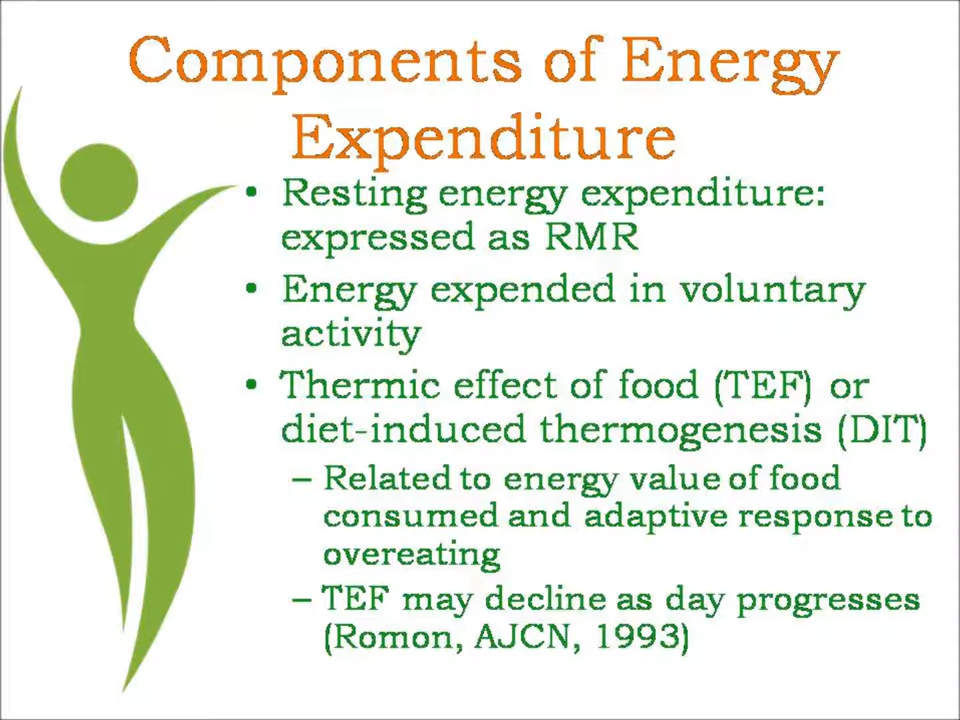 Components of Energy
Expenditure
• Resting energy expenditure:
expressed as RMR
• Energy expended in voluntary
activity
• Thermic effect of food (TEF) or
diet-induced thermogenesis (DIT)
– Related to energy value of food
consumed and adaptive response to
overeating
– TEF may decline as day progresses
(Romon, AJCN, 1993)